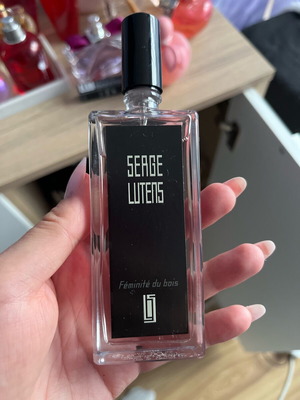 SERGE
LUTENS
Féminité du bois